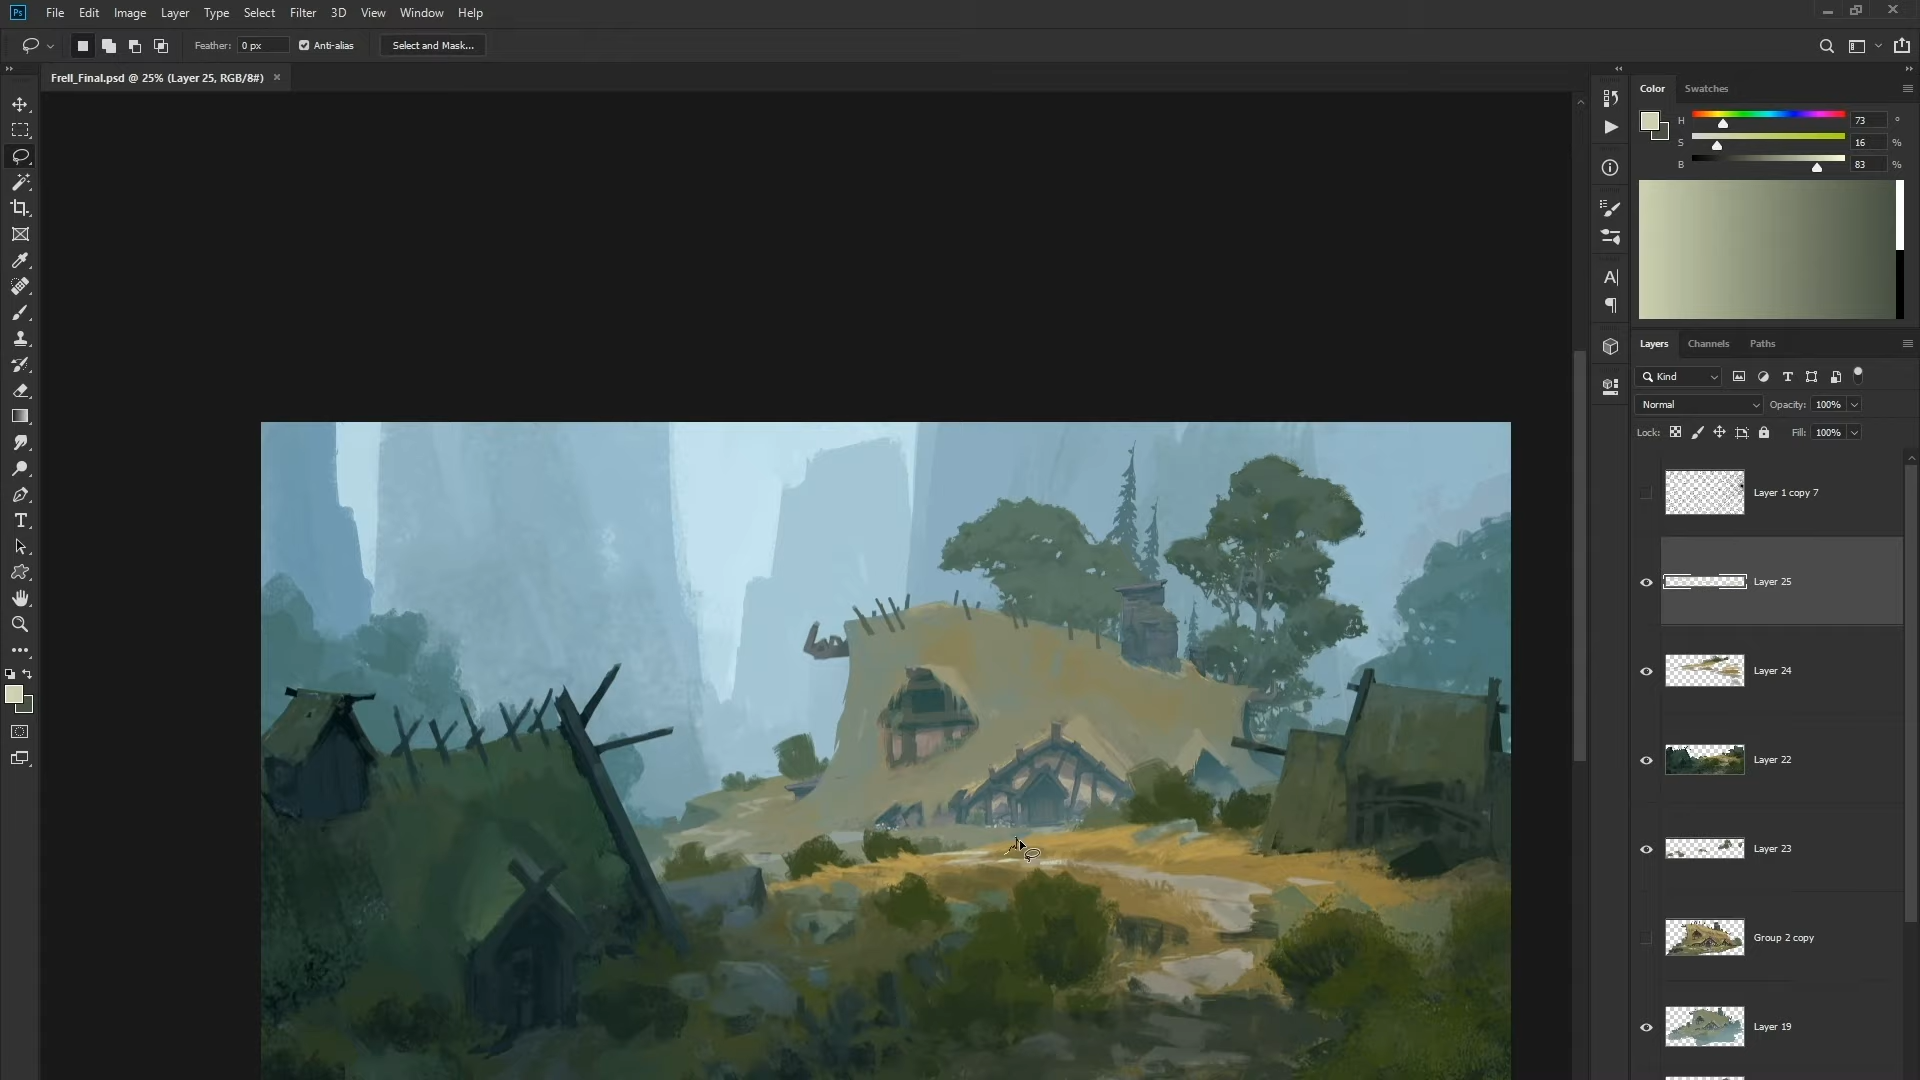 Ps File Edit Image Layer Type Select Filter 3D View Window Help
Feather: 0 px Anti-alias Select and Mask...
Frell_Final.psd @ 25% (Layer 25, RGB/8#) ×
Color Swatches
H 73 °
S 16 %
B 83 %
Layers Channels Paths
Kind
Normal Opacity: 100%
Lock: Fill: 100%
Layer 1 copy 7
Layer 25
Layer 24
Layer 22
Layer 23
Group 2 copy
Layer 19